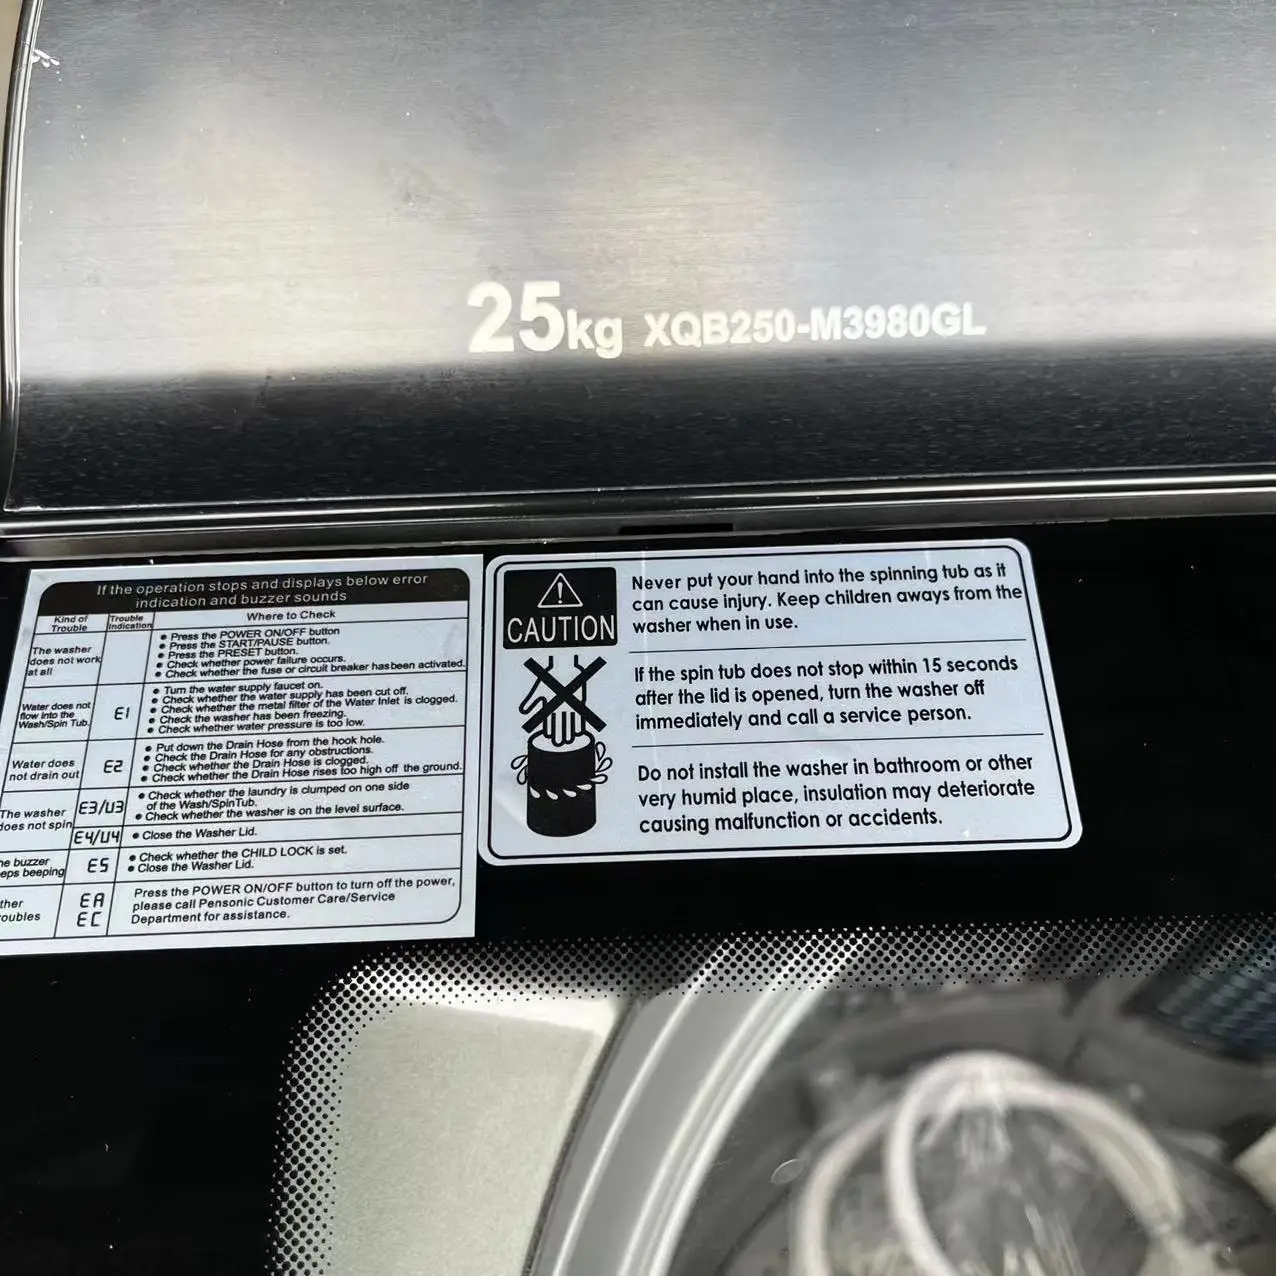 25kg XQB250-M3980GL
If the operation stops and displays below error
indication and buzzer sounds
Kind of Trouble
Trouble Indication
Where to Check
The washer
does not work
at all
● Press the POWER ON/OFF button
● Press the START/PAUSE button.
● Press the PRESET button.
● Check whether power failure occurs.
● Check whether the fuse or circuit breaker has been activated.
Water does not
flow into the
Wash/Spin Tub.
E1
● Turn the water supply faucet on.
● Check whether the water supply has been cut off.
● Check whether the metal filter of the Water Inlet is clogged.
● Check the washer has been freezing.
● Check whether water pressure is too low.
Water does
not drain out
E2
● Put down the Drain Hose from the hook hole.
● Check the Drain Hose for any obstructions.
● Check whether the Drain Hose is clogged.
● Check whether the Drain Hose rises too high off the ground.
The washer
does not spin
E3/U3
● Check whether the laundry is clumped on one side
of the Wash/Spin Tub.
● Check whether the washer is on the level surface.
E4/U4
● Close the Washer Lid.
he buzzer
eps beeping
E5
● Check whether the CHILD LOCK is set.
● Close the Washer Lid.
ther
oubles
EA
EC
Press the POWER ON/OFF button to turn off the power,
please call Pensonic Customer Care/Service
Department for assistance.
CAUTION
Never put your hand into the spinning tub as it
can cause injury. Keep children aways from the
washer when in use.
If the spin tub does not stop within 15 seconds
after the lid is opened, turn the washer off
immediately and call a service person.
Do not install the washer in bathroom or other
very humid place, insulation may deteriorate
causing malfunction or accidents.